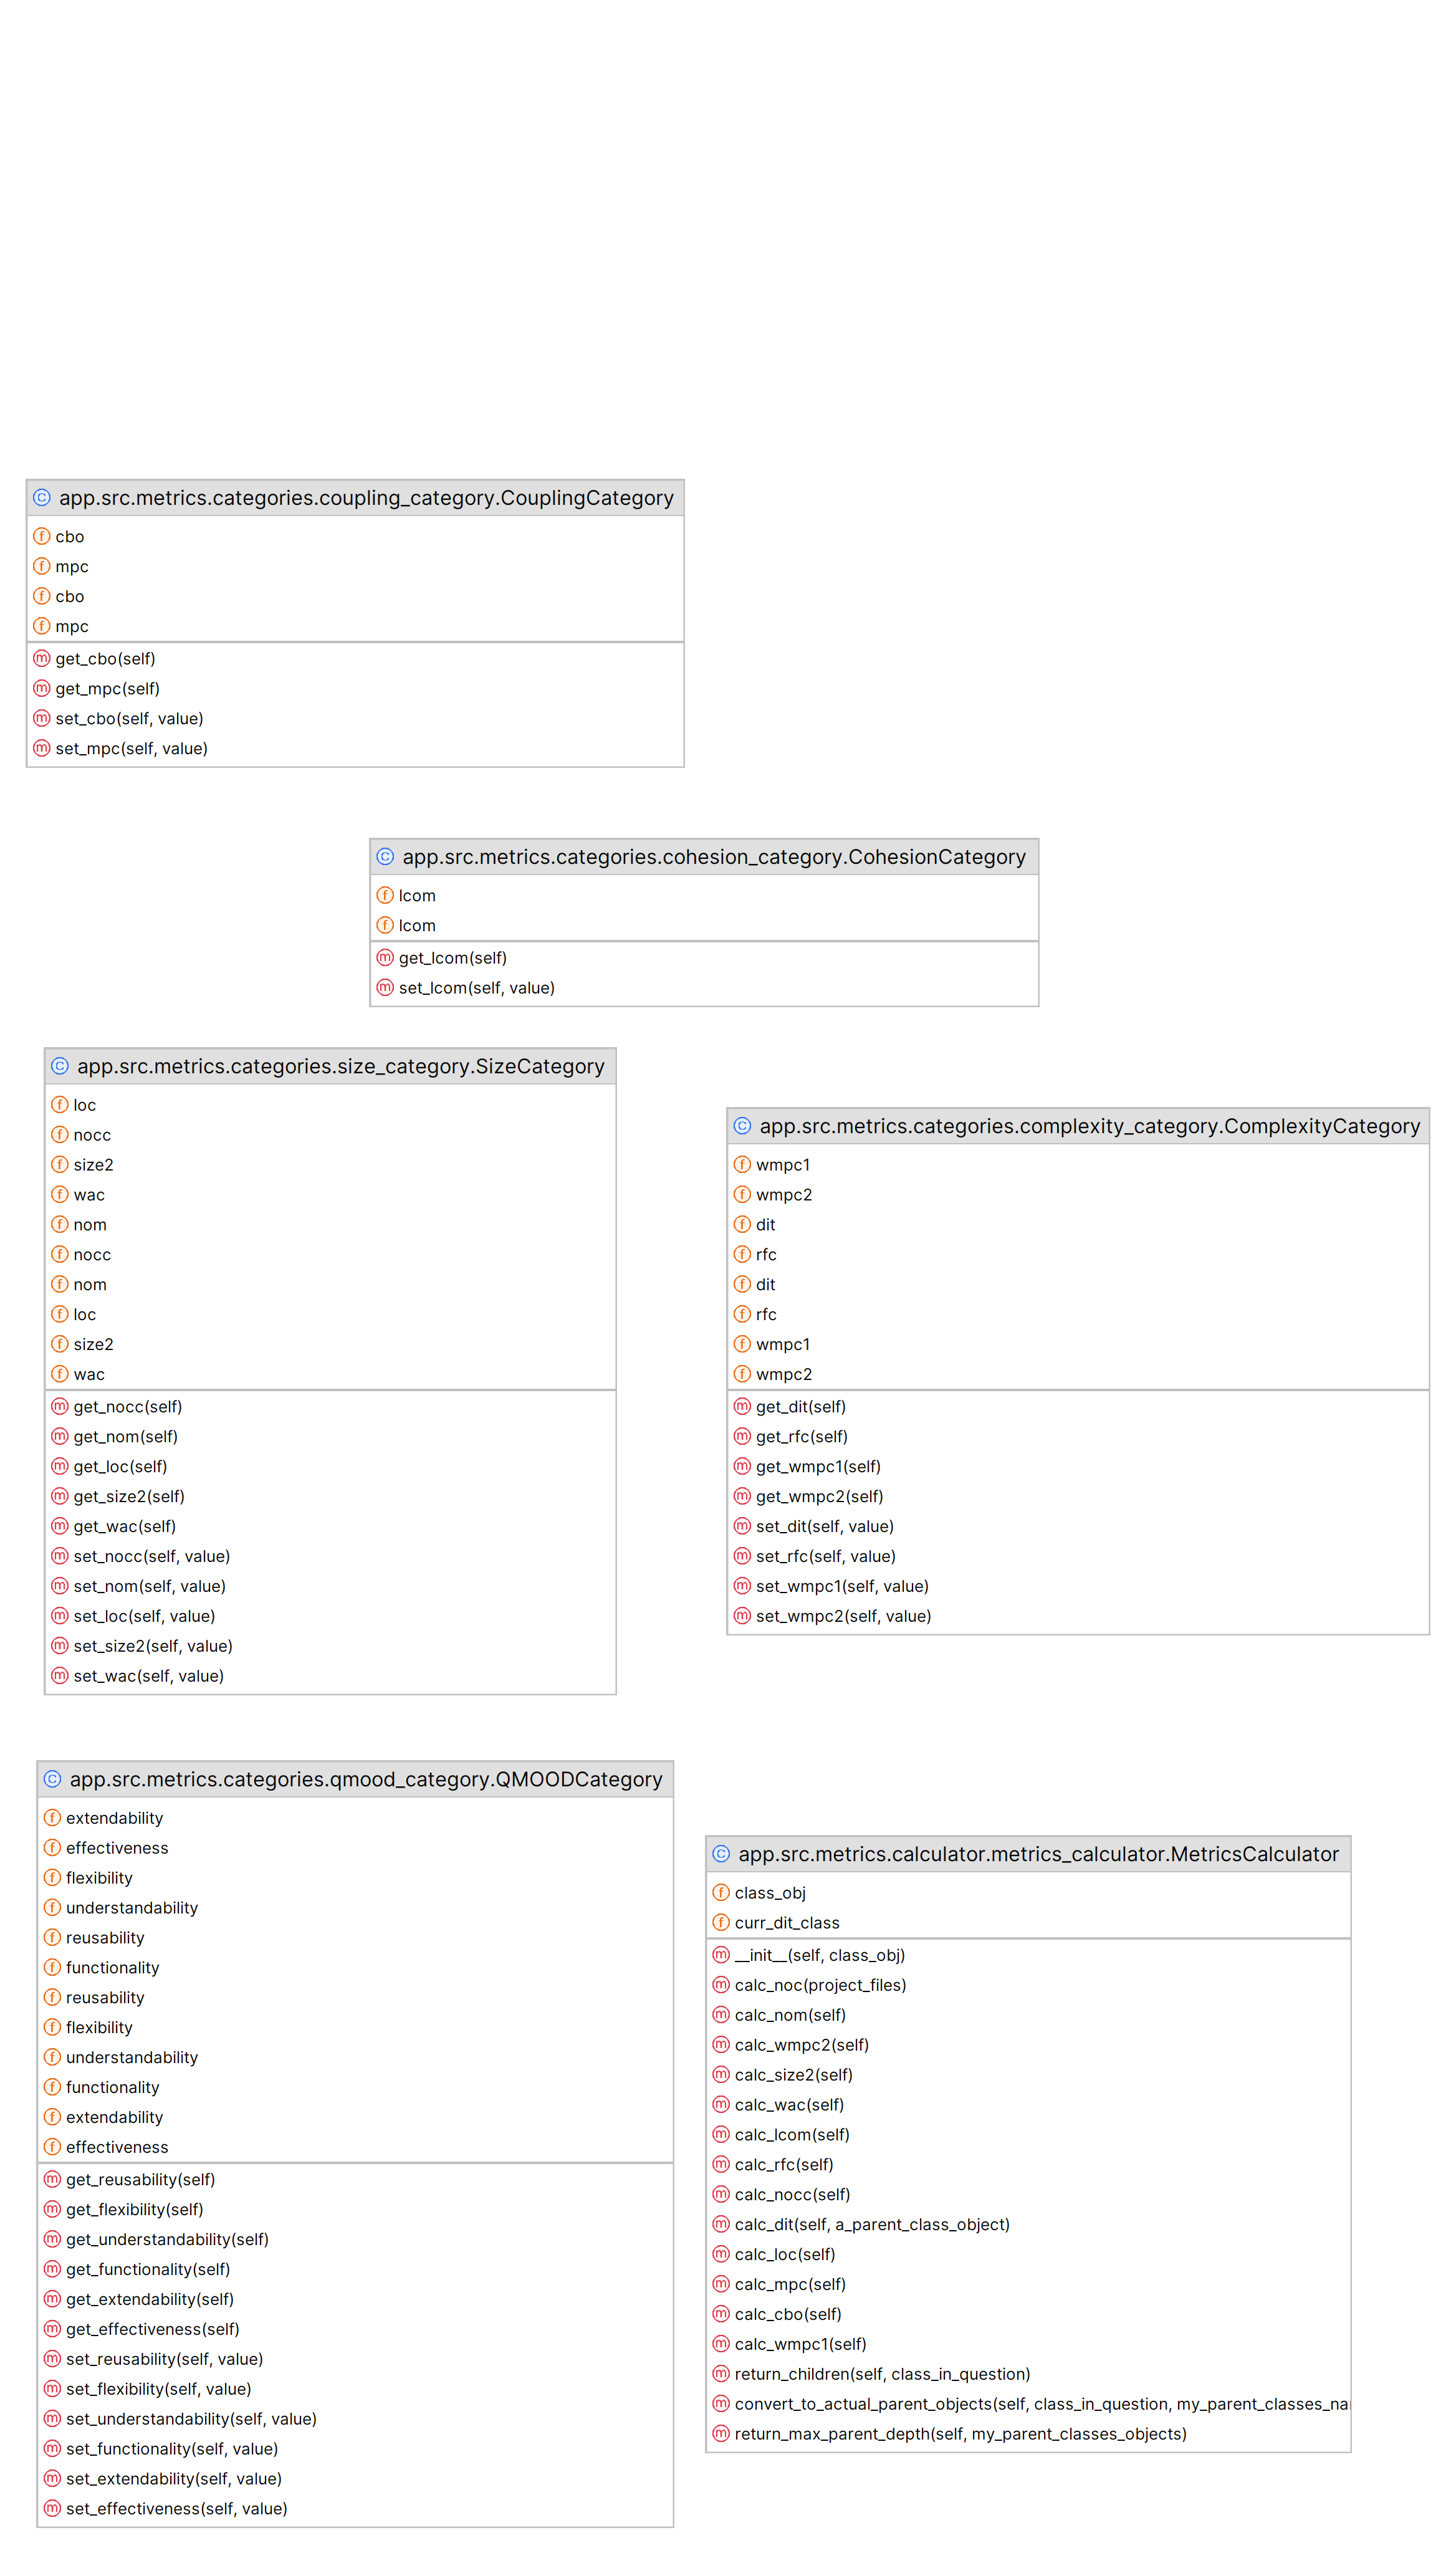 app.src.metrics.categories.coupling_category.CouplingCategory
cbo
mpc
cbo
mpc
get_cbo(self)
get_mpc(self)
set_cbo(self, value)
set_mpc(self, value)
app.src.metrics.categories.cohesion_category.CohesionCategory
lcom
lcom
get_lcom(self)
set_lcom(self, value)
app.src.metrics.categories.size_category.SizeCategory
loc
nocc
size2
wac
nom
nocc
nom
loc
size2
wac
get_nocc(self)
get_nom(self)
get_loc(self)
get_size2(self)
get_wac(self)
set_nocc(self, value)
set_nom(self, value)
set_loc(self, value)
set_size2(self, value)
set_wac(self, value)
app.src.metrics.categories.complexity_category.ComplexityCategory
wmpc1
wmpc2
dit
rfc
dit
rfc
wmpc1
wmpc2
get_dit(self)
get_rfc(self)
get_wmpc1(self)
get_wmpc2(self)
set_dit(self, value)
set_rfc(self, value)
set_wmpc1(self, value)
set_wmpc2(self, value)
app.src.metrics.categories.qmood_category.QMOODCategory
extendability
effectiveness
flexibility
understandability
reusability
functionality
reusability
flexibility
understandability
functionality
extendability
effectiveness
get_reusability(self)
get_flexibility(self)
get_understandability(self)
get_functionality(self)
get_extendability(self)
get_effectiveness(self)
set_reusability(self, value)
set_flexibility(self, value)
set_understandability(self, value)
set_functionality(self, value)
set_extendability(self, value)
set_effectiveness(self, value)
app.src.metrics.calculator.metrics_calculator.MetricsCalculator
class_obj
curr_dit_class
__init__(self, class_obj)
calc_noc(project_files)
calc_nom(self)
calc_wmpc2(self)
calc_size2(self)
calc_wac(self)
calc_lcom(self)
calc_rfc(self)
calc_nocc(self)
calc_dit(self, a_parent_class_object)
calc_loc(self)
calc_mpc(self)
calc_cbo(self)
calc_wmpc1(self)
return_children(self, class_in_question)
convert_to_actual_parent_objects(self, class_in_question, my_parent_classes_na
return_max_parent_depth(self, my_parent_classes_objects)